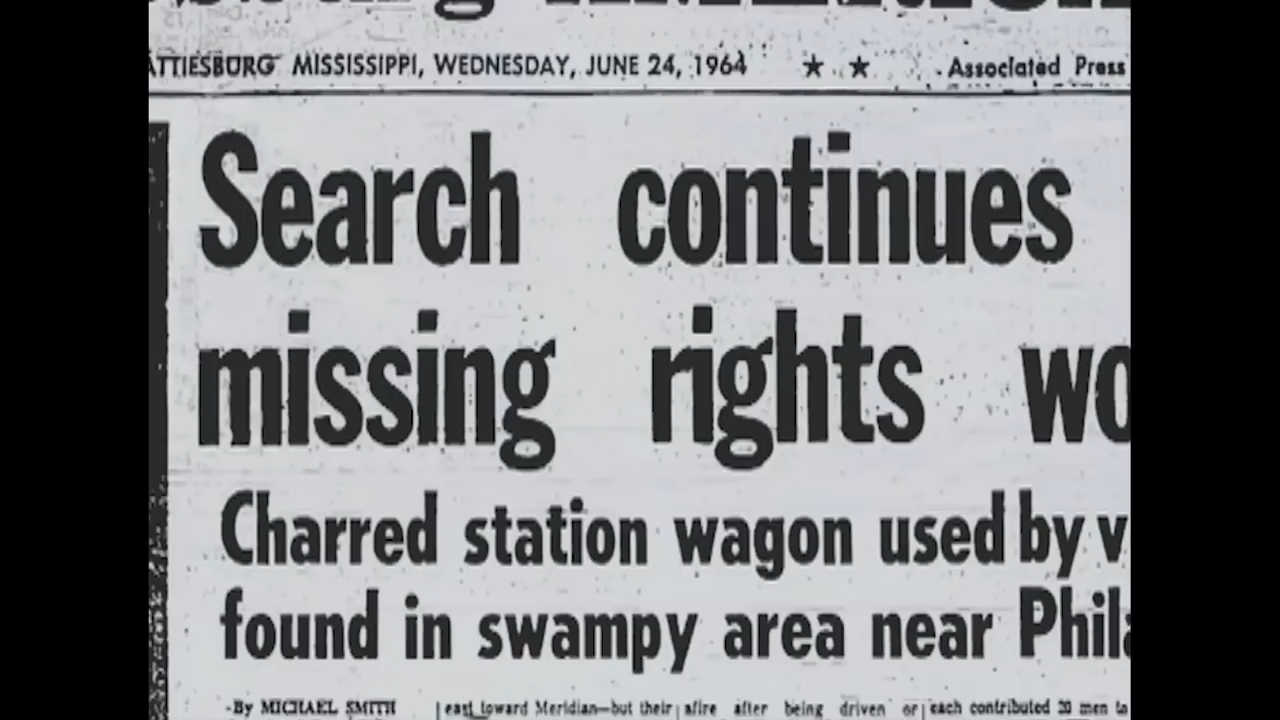 ATTIESBURG MISSISSIPPI, WEDNESDAY, JUNE 24, 1964 ★ ★ Associated Press
Search continues
missing rights wo
Charred station wagon used by v
found in swampy area near Phila
-By MICHAEL SMITH
east toward Meridian—but their
afire after being driven or
each contributed 20 men to